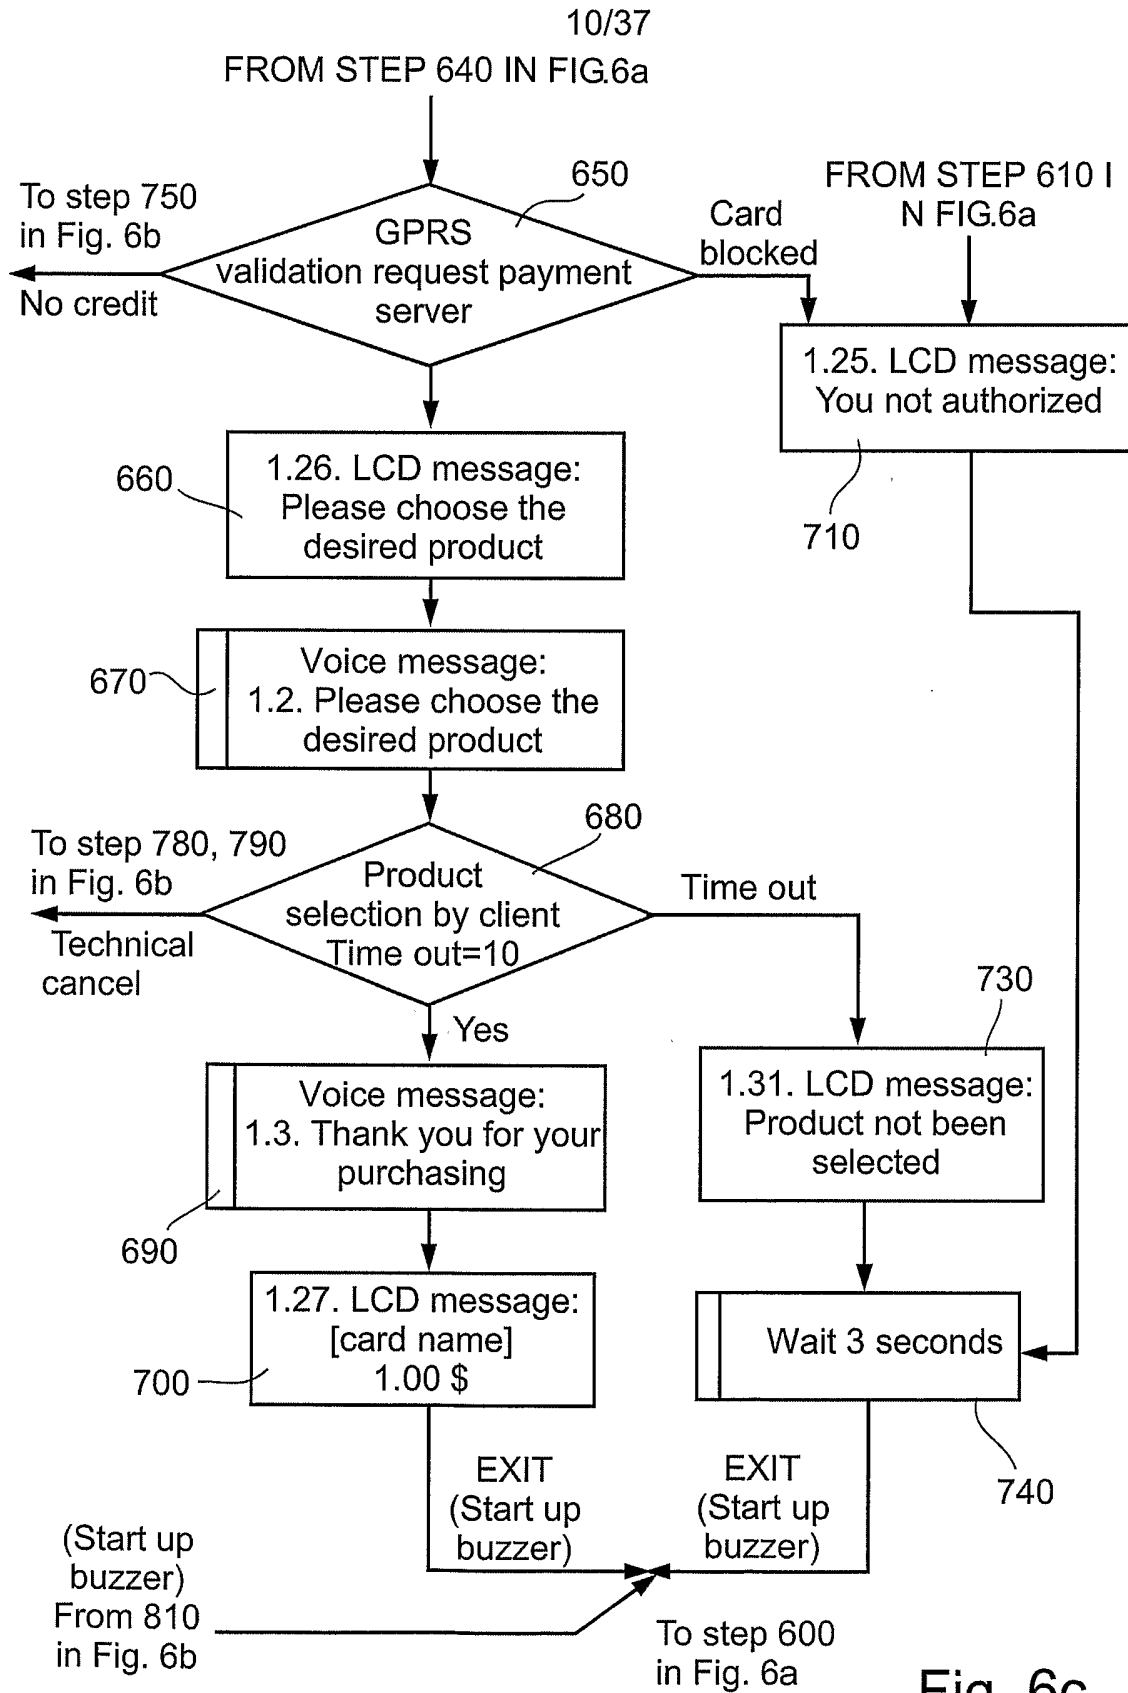 10/37
FROM STEP 640 IN FIG.6a
To step 750
in Fig. 6b
No credit
650
GPRS
validation request payment
server
Card
blocked
FROM STEP 610 I
N FIG.6a
1.25. LCD message:
You not authorized
710
660
1.26. LCD message:
Please choose the
desired product
670
Voice message:
1.2. Please choose the
desired product
680
To step 780, 790
in Fig. 6b
Technical
cancel
Product
selection by client
Time out=10
Time out
Yes
730
1.31. LCD message:
Product not been
selected
Voice message:
1.3. Thank you for your
purchasing
690
1.27. LCD message:
[card name]
1.00 $
700
Wait 3 seconds
740
EXIT
(Start up
buzzer)
EXIT
(Start up
buzzer)
(Start up
buzzer)
From 810
in Fig. 6b
To step 600
in Fig. 6a
Fig. 6c